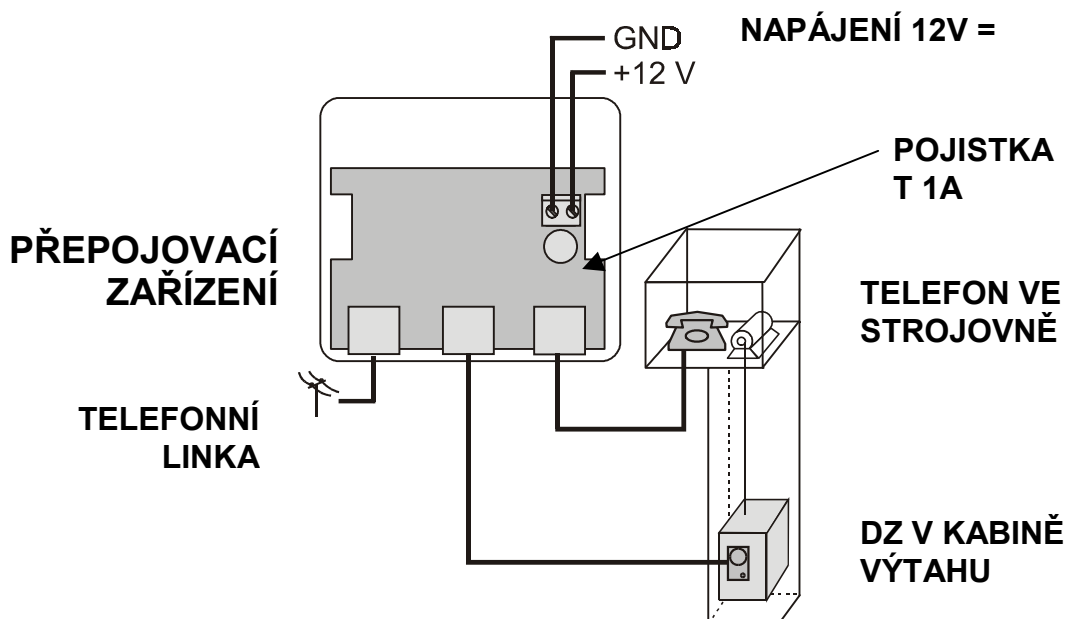 NAPÁJENÍ 12V =
GND
+12 V
POJISTKA
T 1A
PŘEPOJOVACÍ
ZAŘÍZENÍ
TELEFON VE
STROJOVNĚ
TELEFONNÍ
LINKA
DZ V KABINĚ
VÝTAHU